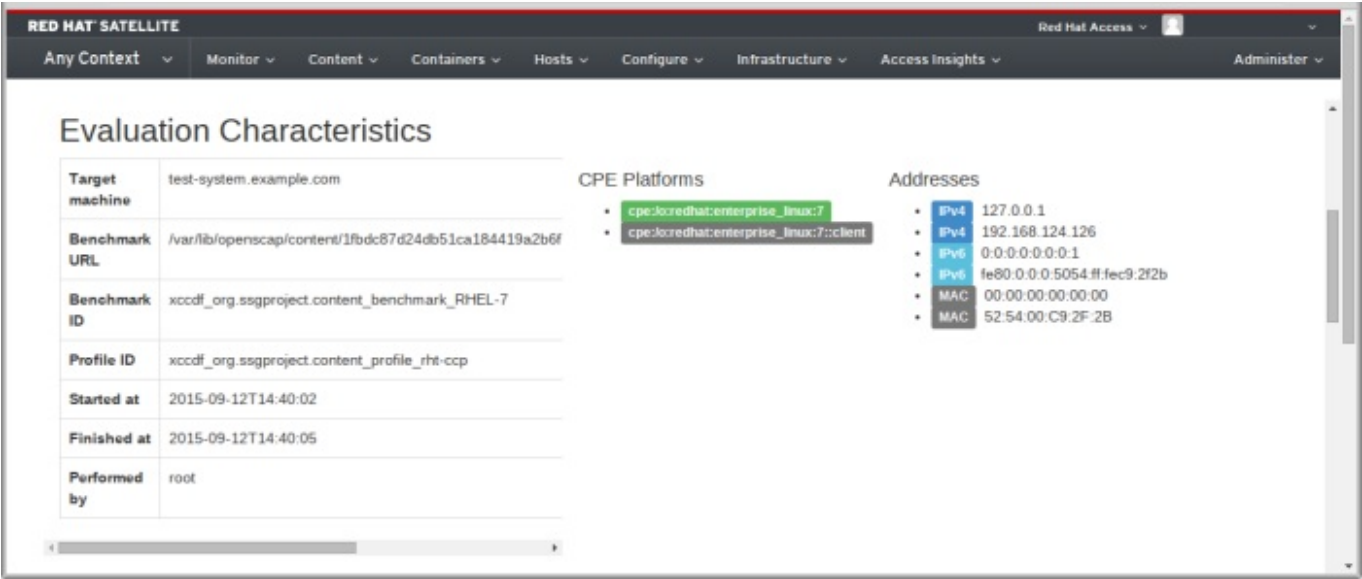 RED HAT SATELLITE
Red Hat Access
Any Context Monitor Content Containers Hosts Configure Infrastructure Access Insights Administer
Evaluation Characteristics
Target machine test-system.example.com
Benchmark URL /var/lib/openscap/content/1fbdc87d24db51ca184419a2b6f
Benchmark ID xccdf_org.ssgproject.content_benchmark_RHEL-7
Profile ID xccdf_org.ssgproject.content_profile_rht-ccp
Started at 2015-09-12T14:40:02
Finished at 2015-09-12T14:40:05
Performed by root
CPE Platforms
cpe:/o:redhat:enterprise_linux:7
cpe:/o:redhat:enterprise_linux:7::client
Addresses
IPv4 127.0.0.1
IPv4 192.168.124.126
IPv6 0:0:0:0:0:0:0:1
IPv6 fe80:0:0:0:5054:ff:fec9:2f2b
MAC 00:00:00:00:00:00
MAC 52:54:00:C9:2F:2B